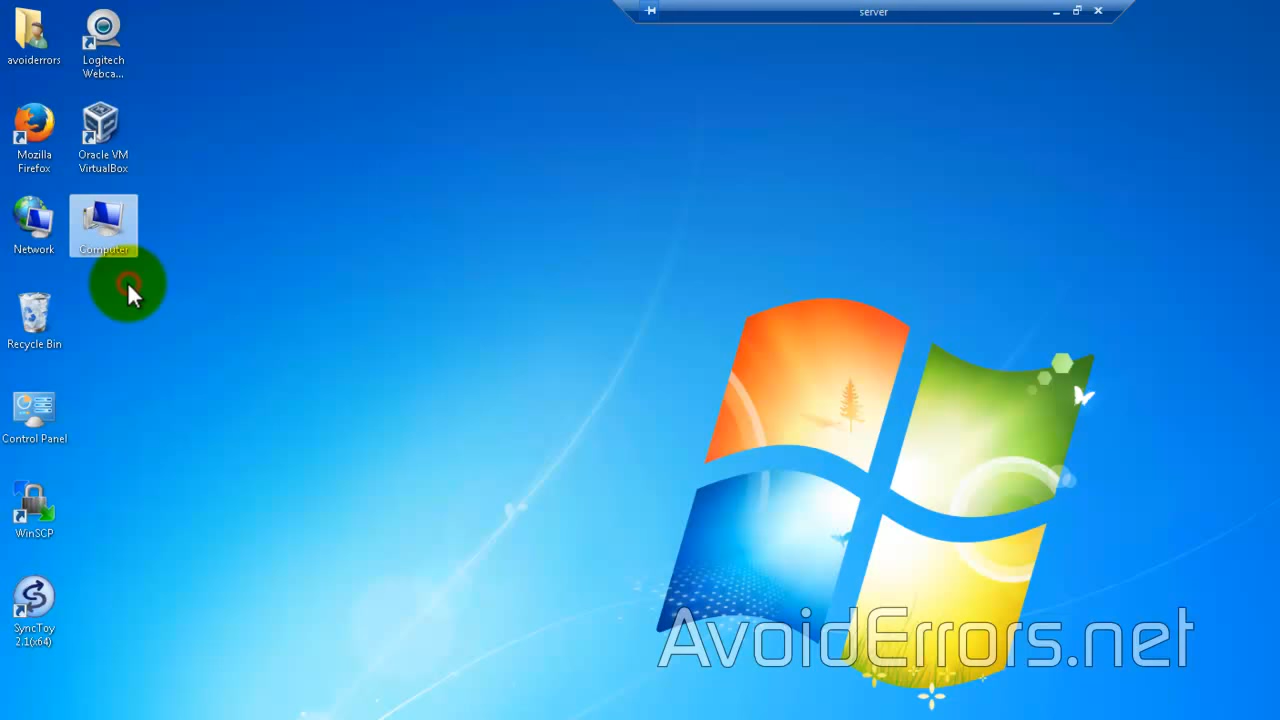 server
avoiderrors
Logitech
Webca...
Mozilla
Firefox
Oracle VM
VirtualBox
Network
Computer
Recycle Bin
Control Panel
WinSCP
SyncToy
2.1(x64)
AvoidErrors.net